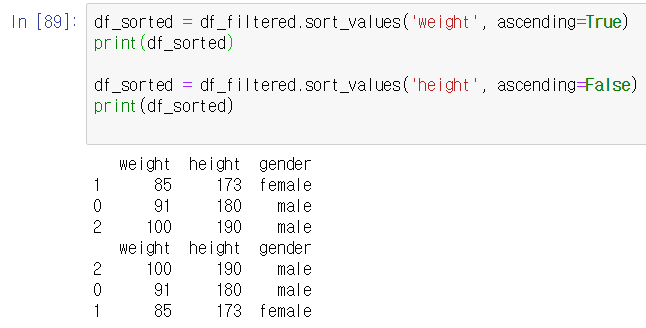 In [89]: df_sorted = df_filtered.sort_values('weight', ascending=True)
print(df_sorted)
df_sorted = df_filtered.sort_values('height', ascending=False)
print(df_sorted)
weight height gender
1 85 173 female
0 91 180 male
2 100 190 male
weight height gender
2 100 190 male
0 91 180 male
1 85 173 female